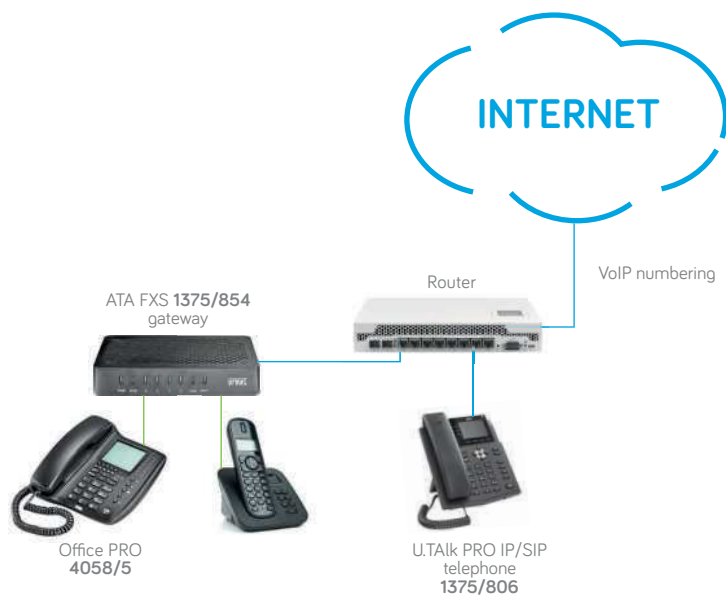 INTERNET
VoIP numbering
Router
ATA FXS 1375/854
gateway
Office PRO
4058/5
U.TAlk PRO IP/SIP
telephone
1375/806